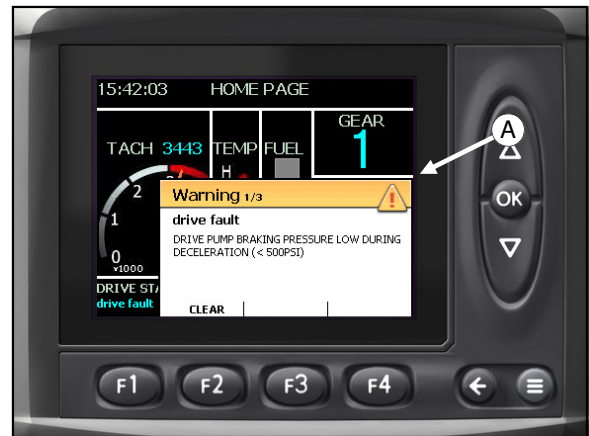 15:42:03 HOME PAGE
GEAR
1
TACH 3443 TEMP FUEL
H
2
1
0
x1000
Warning 1/3
drive fault
DRIVE PUMP BRAKING PRESSURE LOW DURING
DECELERATION (< 500PSI)
DRIVE STA
drive fault
CLEAR
A
OK
F1 F2 F3 F4